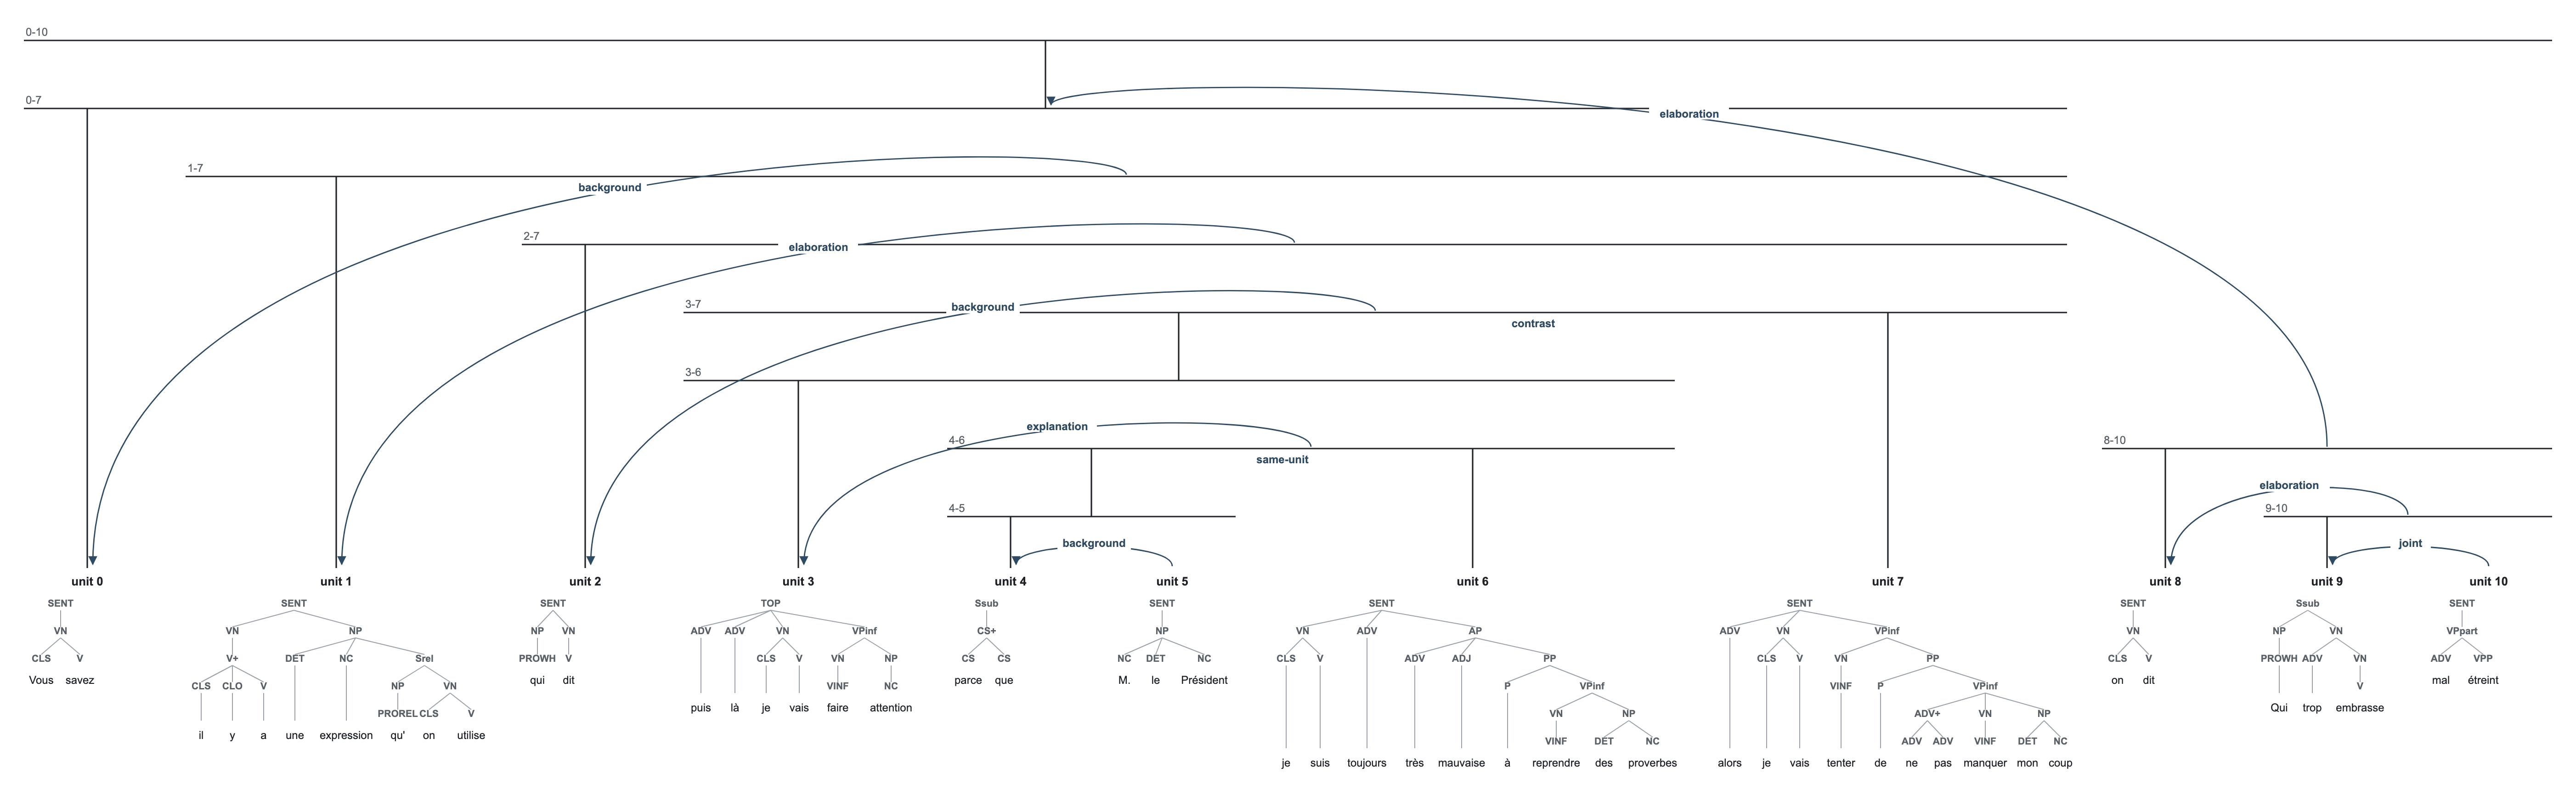 0-10
0-7
elaboration
1-7
background
2-7
elaboration
3-7
background
contrast
3-6
explanation
4-6
same-unit
8-10
elaboration
4-5
9-10
background
joint
unit 0 unit 1 unit 2 unit 3 unit 4 unit 5 unit 6 unit 7 unit 8 unit 9 unit 10
SENT SENT SENT TOP Ssub SENT SENT SENT SENT Ssub SENT
VN VN NP NP VN ADV ADV VN VPinf CS+ NP VN ADV AP ADV VN VPinf VN NP VN VPpart
CLS V V+ DET NC Srel PROWH V CLS V VN NP CS CS NC DET NC CLS V ADV ADJ PP CLS V VN PP CLS V PROWH ADV VN ADV VPP
Vous savez qui dit parce que M. le Président on dit mal étreint
CLS CLO V NP VN VINF NC P VPinf VINF P VPinf V
puis là je vais faire attention Qui trop embrasse
PROREL CLS V VN NP ADV+ VN NP
il y a une expression qu' on utilise
VINF DET NC ADV ADV VINF DET NC
je suis toujours très mauvaise à reprendre des proverbes alors je vais tenter de ne pas manquer mon coup